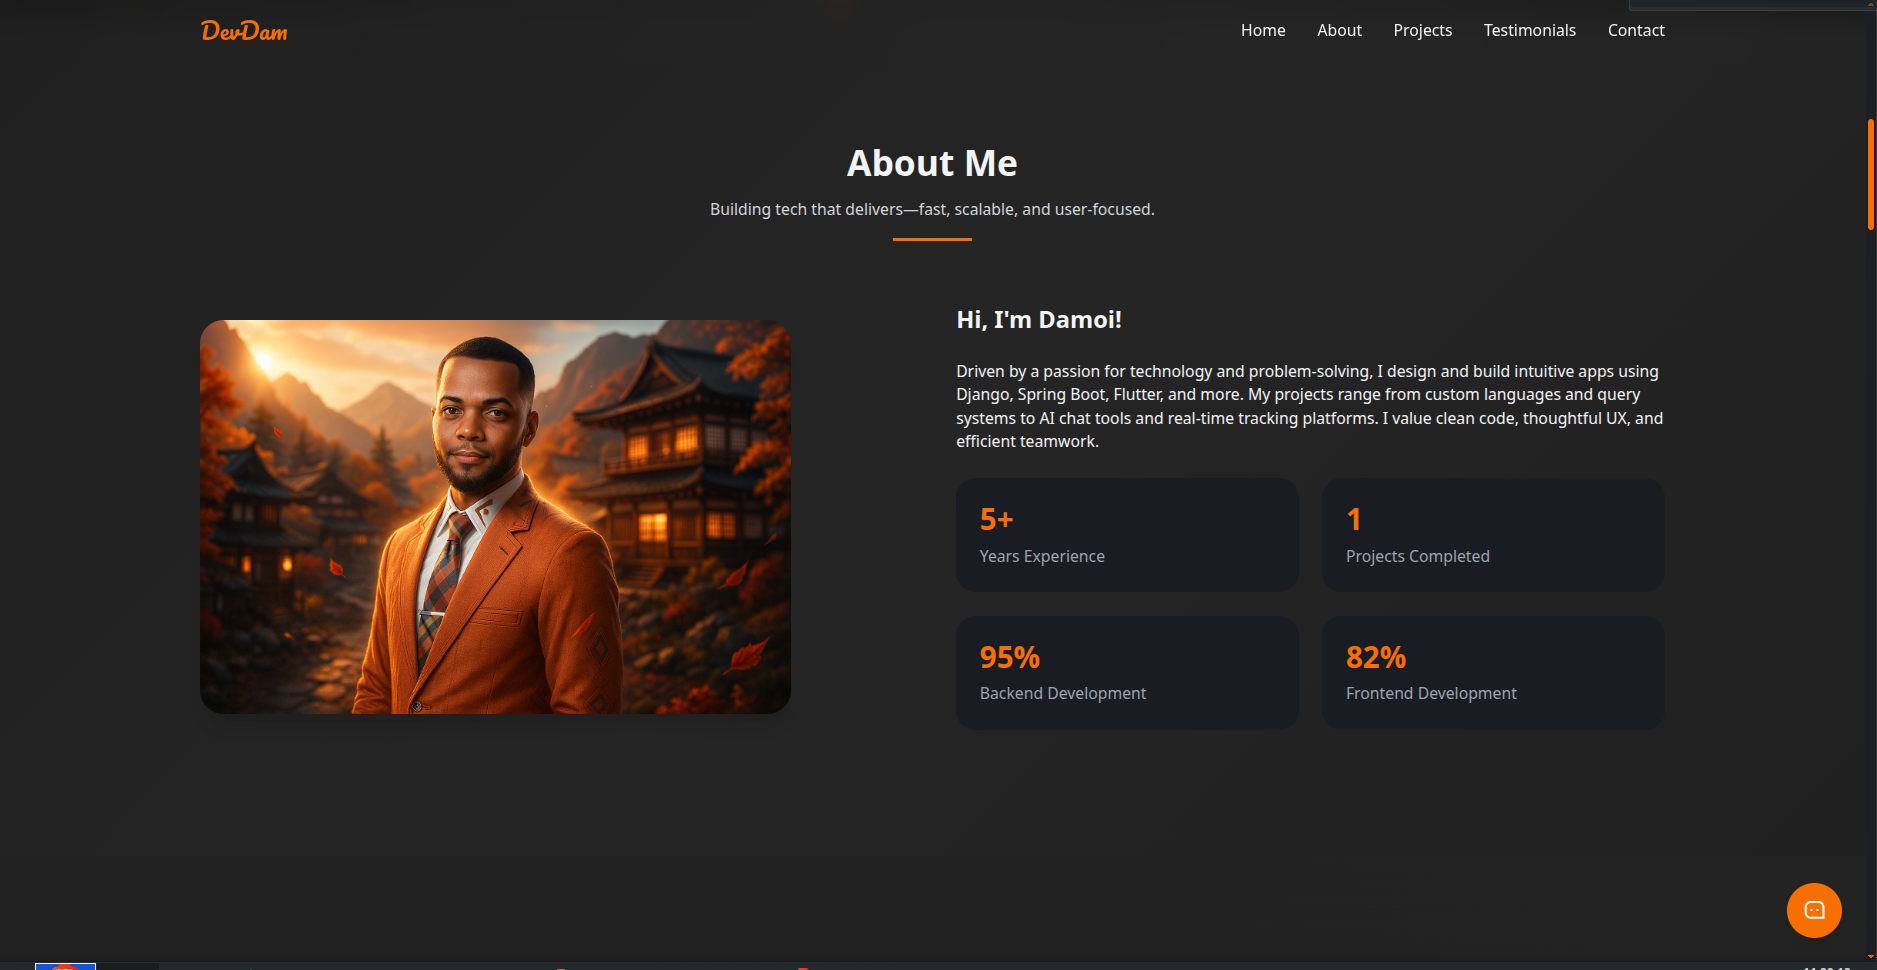 DevDam
Home About Projects Testimonials Contact
About Me
Building tech that delivers—fast, scalable, and user-focused.
Hi, I'm Damoi!
Driven by a passion for technology and problem-solving, I design and build intuitive apps using
Django, Spring Boot, Flutter, and more. My projects range from custom languages and query
systems to AI chat tools and real-time tracking platforms. I value clean code, thoughtful UX, and
efficient teamwork.
5+
Years Experience
1
Projects Completed
95%
Backend Development
82%
Frontend Development